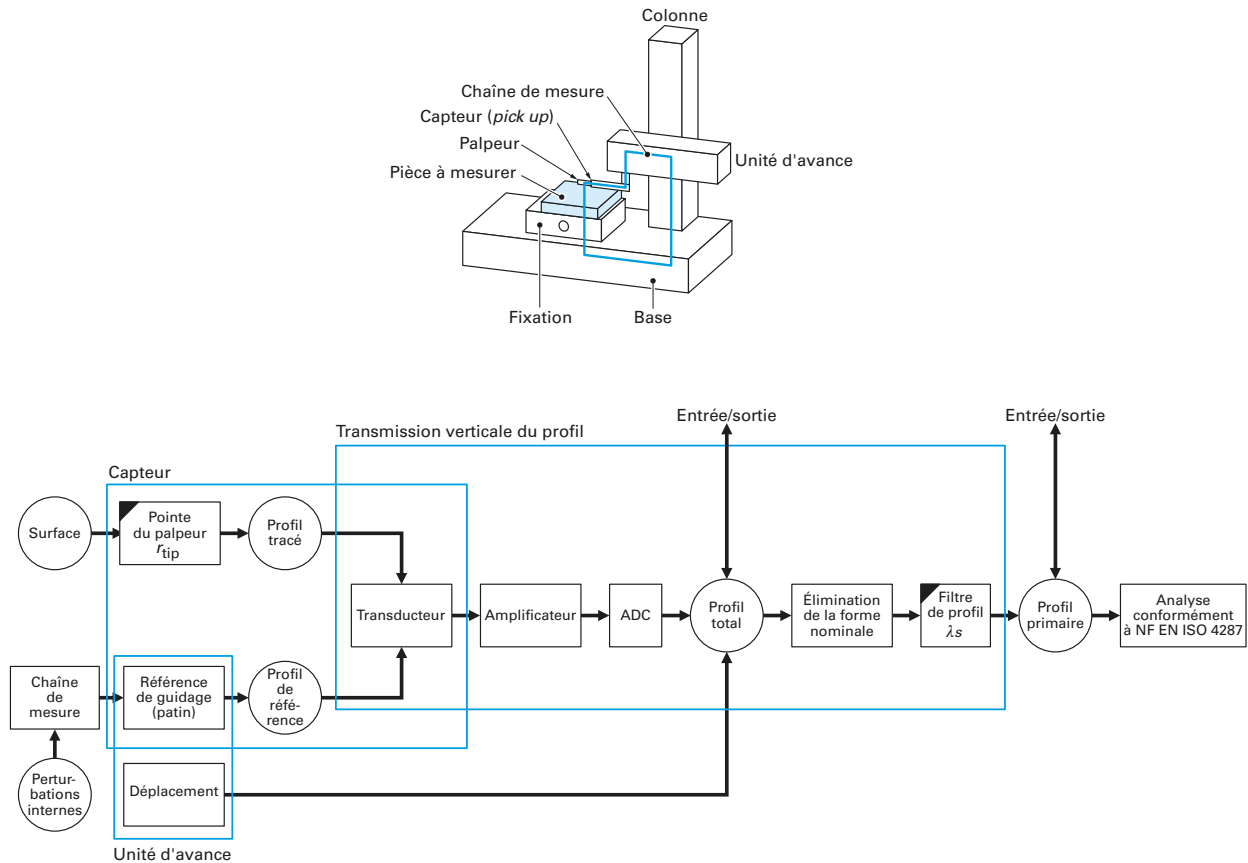 Colonne
Chaîne de mesure
Capteur (pick up)
Palpeur
Pièce à mesurer
Unité d'avance
Fixation
Base
Entrée/sortie
Entrée/sortie
Transmission verticale du profil
Capteur
Surface
Pointe
du palpeur
rtip
Profil
tracé
Transducteur
Amplificateur
ADC
Profil
total
Élimination
de la forme
nominale
Filtre
de profil
λs
Profil
primaire
Analyse
conformément
à NF EN ISO 4287
Chaîne
de
mesure
Référence
de guidage
(patin)
Profil
de
réfé-
rence
Pertur-
bations
internes
Déplacement
Unité d'avance